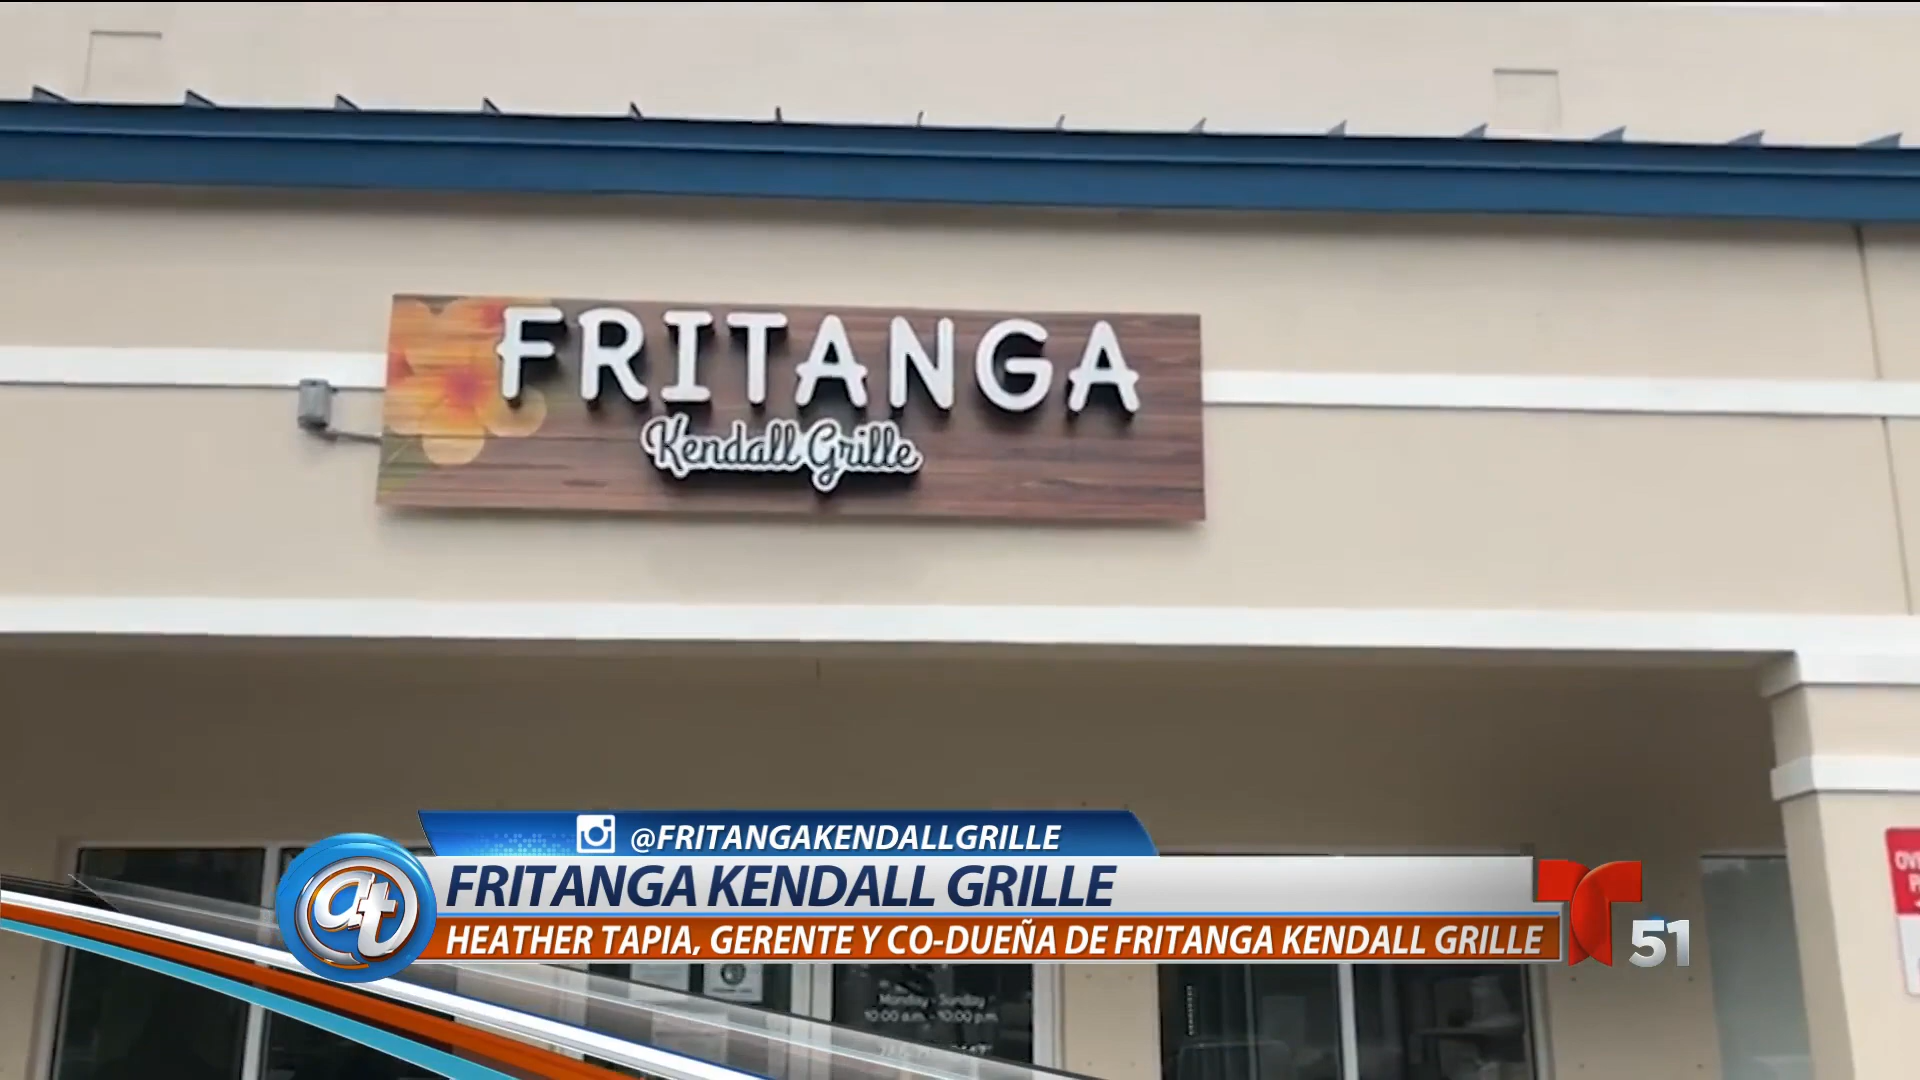 FRITANGA
Kendall Grille
@FRITANGAKENDALLGRILLE
at
FRITANGA KENDALL GRILLE
HEATHER TAPIA, GERENTE Y CO-DUEÑA DE FRITANGA KENDALL GRILLE
51
Monday - Sunday
10:00 a.m. - 10:00 p.m.